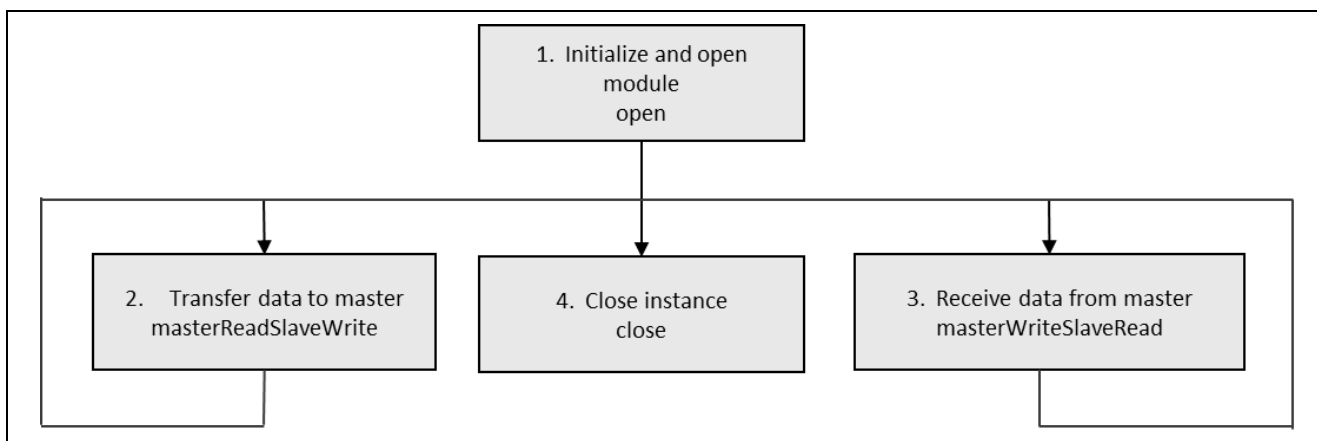 1. Initialize and open
module
open
2. Transfer data to master
masterReadSlaveWrite
4. Close instance
close
3. Receive data from master
masterWriteSlaveRead